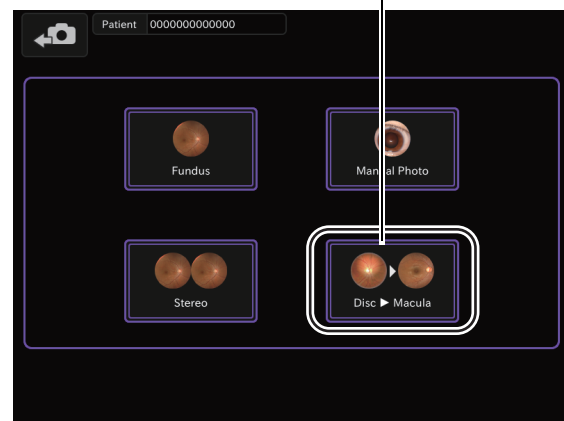 Patient 0000000000000
Fundus
Manual Photo
Stereo
Disc ▶ Macula